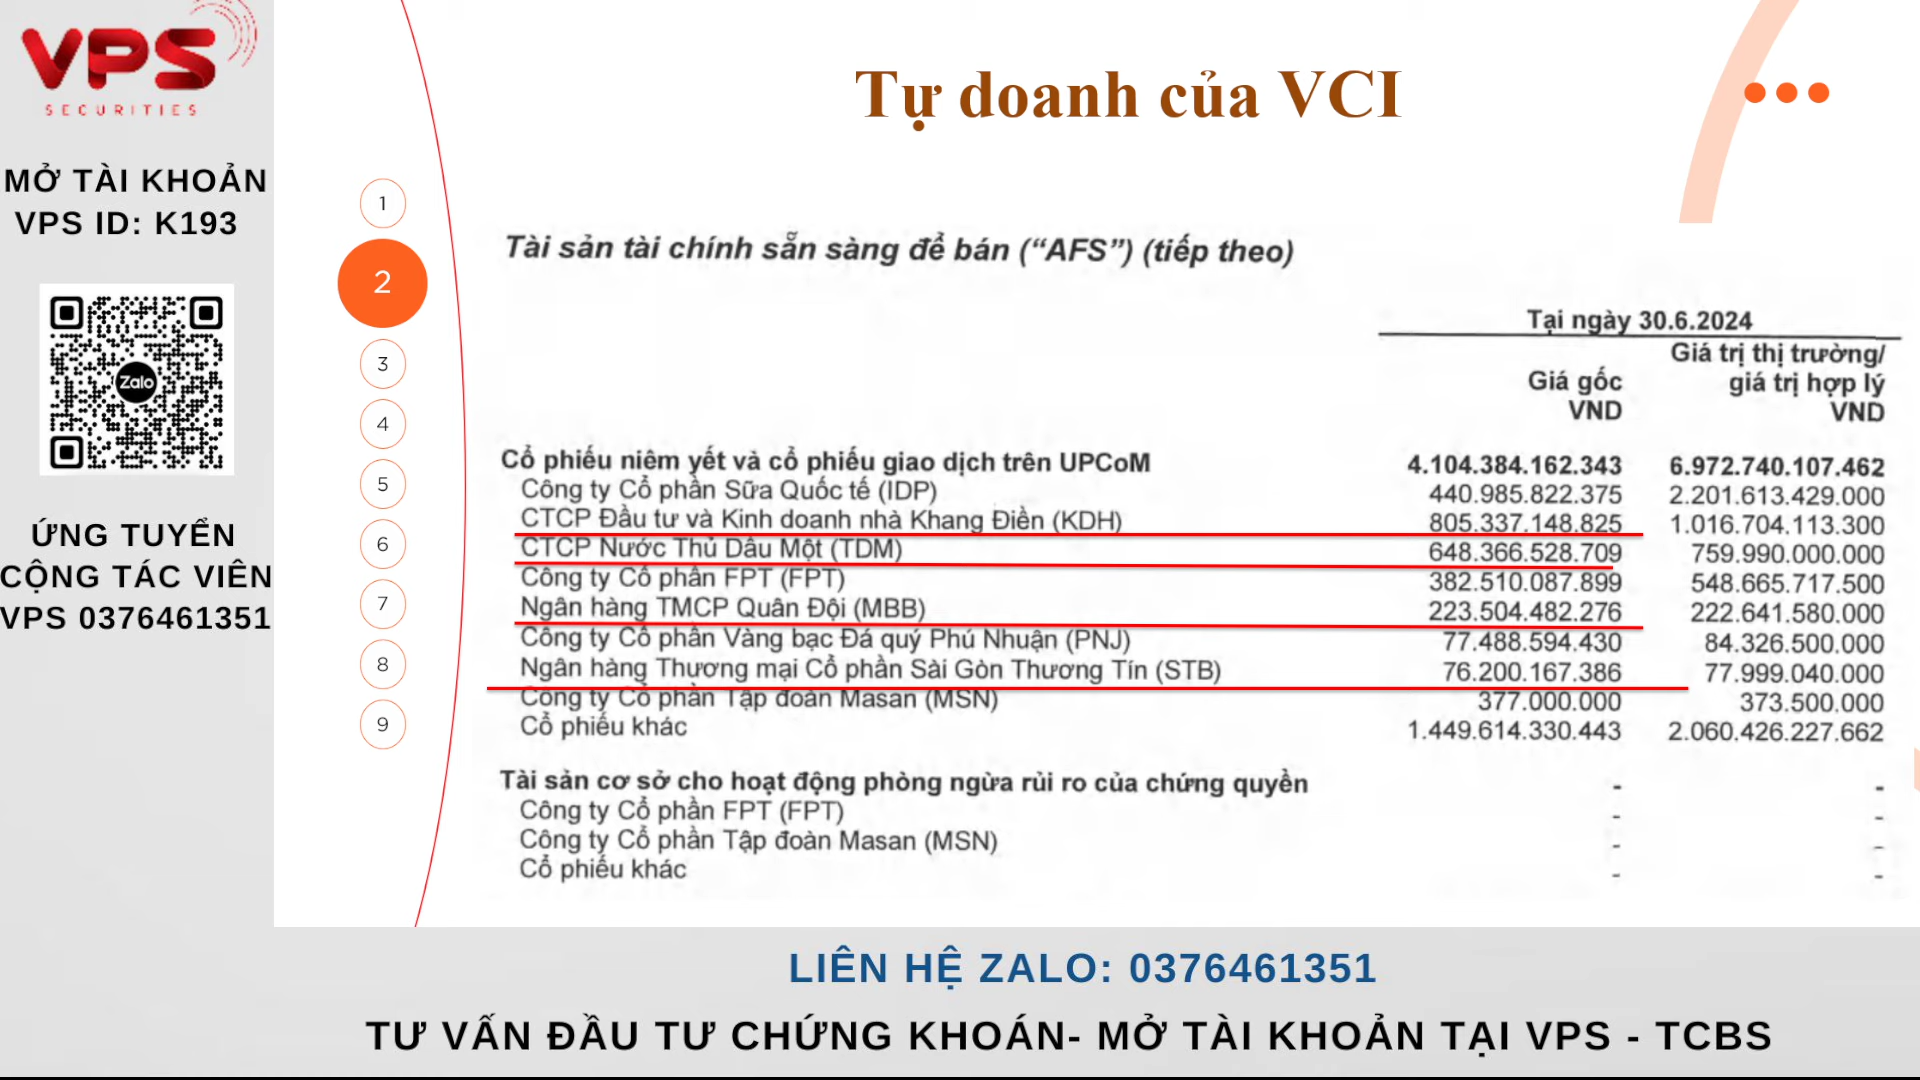 VPS
SECURITIES
MỞ TÀI KHOẢN
VPS ID: K193
Zalo
ỨNG TUYỂN
CỘNG TÁC VIÊN
VPS 0376461351
Tự doanh của VCI
1
2
3
4
5
6
7
8
9
Tài sản tài chính sẵn sàng để bán (“AFS”) (tiếp theo)
Tại ngày 30.6.2024
Giá gốc
VND
Giá trị thị trường/
giá trị hợp lý
VND
Cổ phiếu niêm yết và cổ phiếu giao dịch trên UPCoM 4.104.384.162.343 6.972.740.107.462
Công ty Cổ phần Sữa Quốc tế (IDP) 440.985.822.375 2.201.613.429.000
CTCP Đầu tư và Kinh doanh nhà Khang Điền (KDH) 805.337.148.825 1.016.704.113.300
CTCP Nước Thủ Dầu Một (TDM) 648.366.528.709 759.990.000.000
Công ty Cổ phần FPT (FPT) 382.510.087.899 548.665.717.500
Ngân hàng TMCP Quân Đội (MBB) 223.504.482.276 222.641.580.000
Công ty Cổ phần Vàng bạc Đá quý Phú Nhuận (PNJ) 77.488.594.430 84.326.500.000
Ngân hàng Thương mại Cổ phần Sài Gòn Thương Tín (STB) 76.200.167.386 77.999.040.000
Công ty Cổ phần Tập đoàn Masan (MSN) 377.000.000 373.500.000
Cổ phiếu khác 1.449.614.330.443 2.060.426.227.662
Tài sản cơ sở cho hoạt động phòng ngừa rủi ro của chứng quyền - -
Công ty Cổ phần FPT (FPT) - -
Công ty Cổ phần Tập đoàn Masan (MSN) - -
Cổ phiếu khác - -
LIÊN HỆ ZALO: 0376461351
TƯ VẤN ĐẦU TƯ CHỨNG KHOÁN- MỞ TÀI KHOẢN TẠI VPS - TCBS